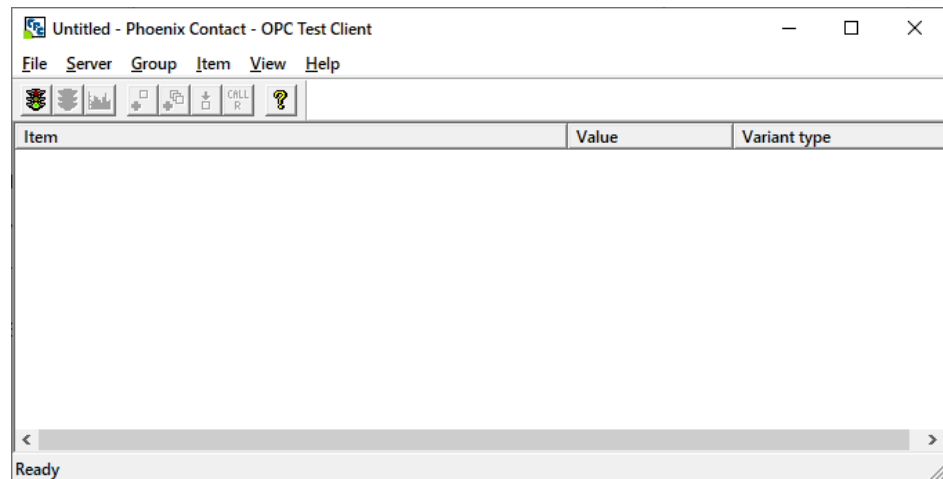 Untitled - Phoenix Contact - OPC Test Client
File Server Group Item View Help
CALL
R
Item Value Variant type
Ready